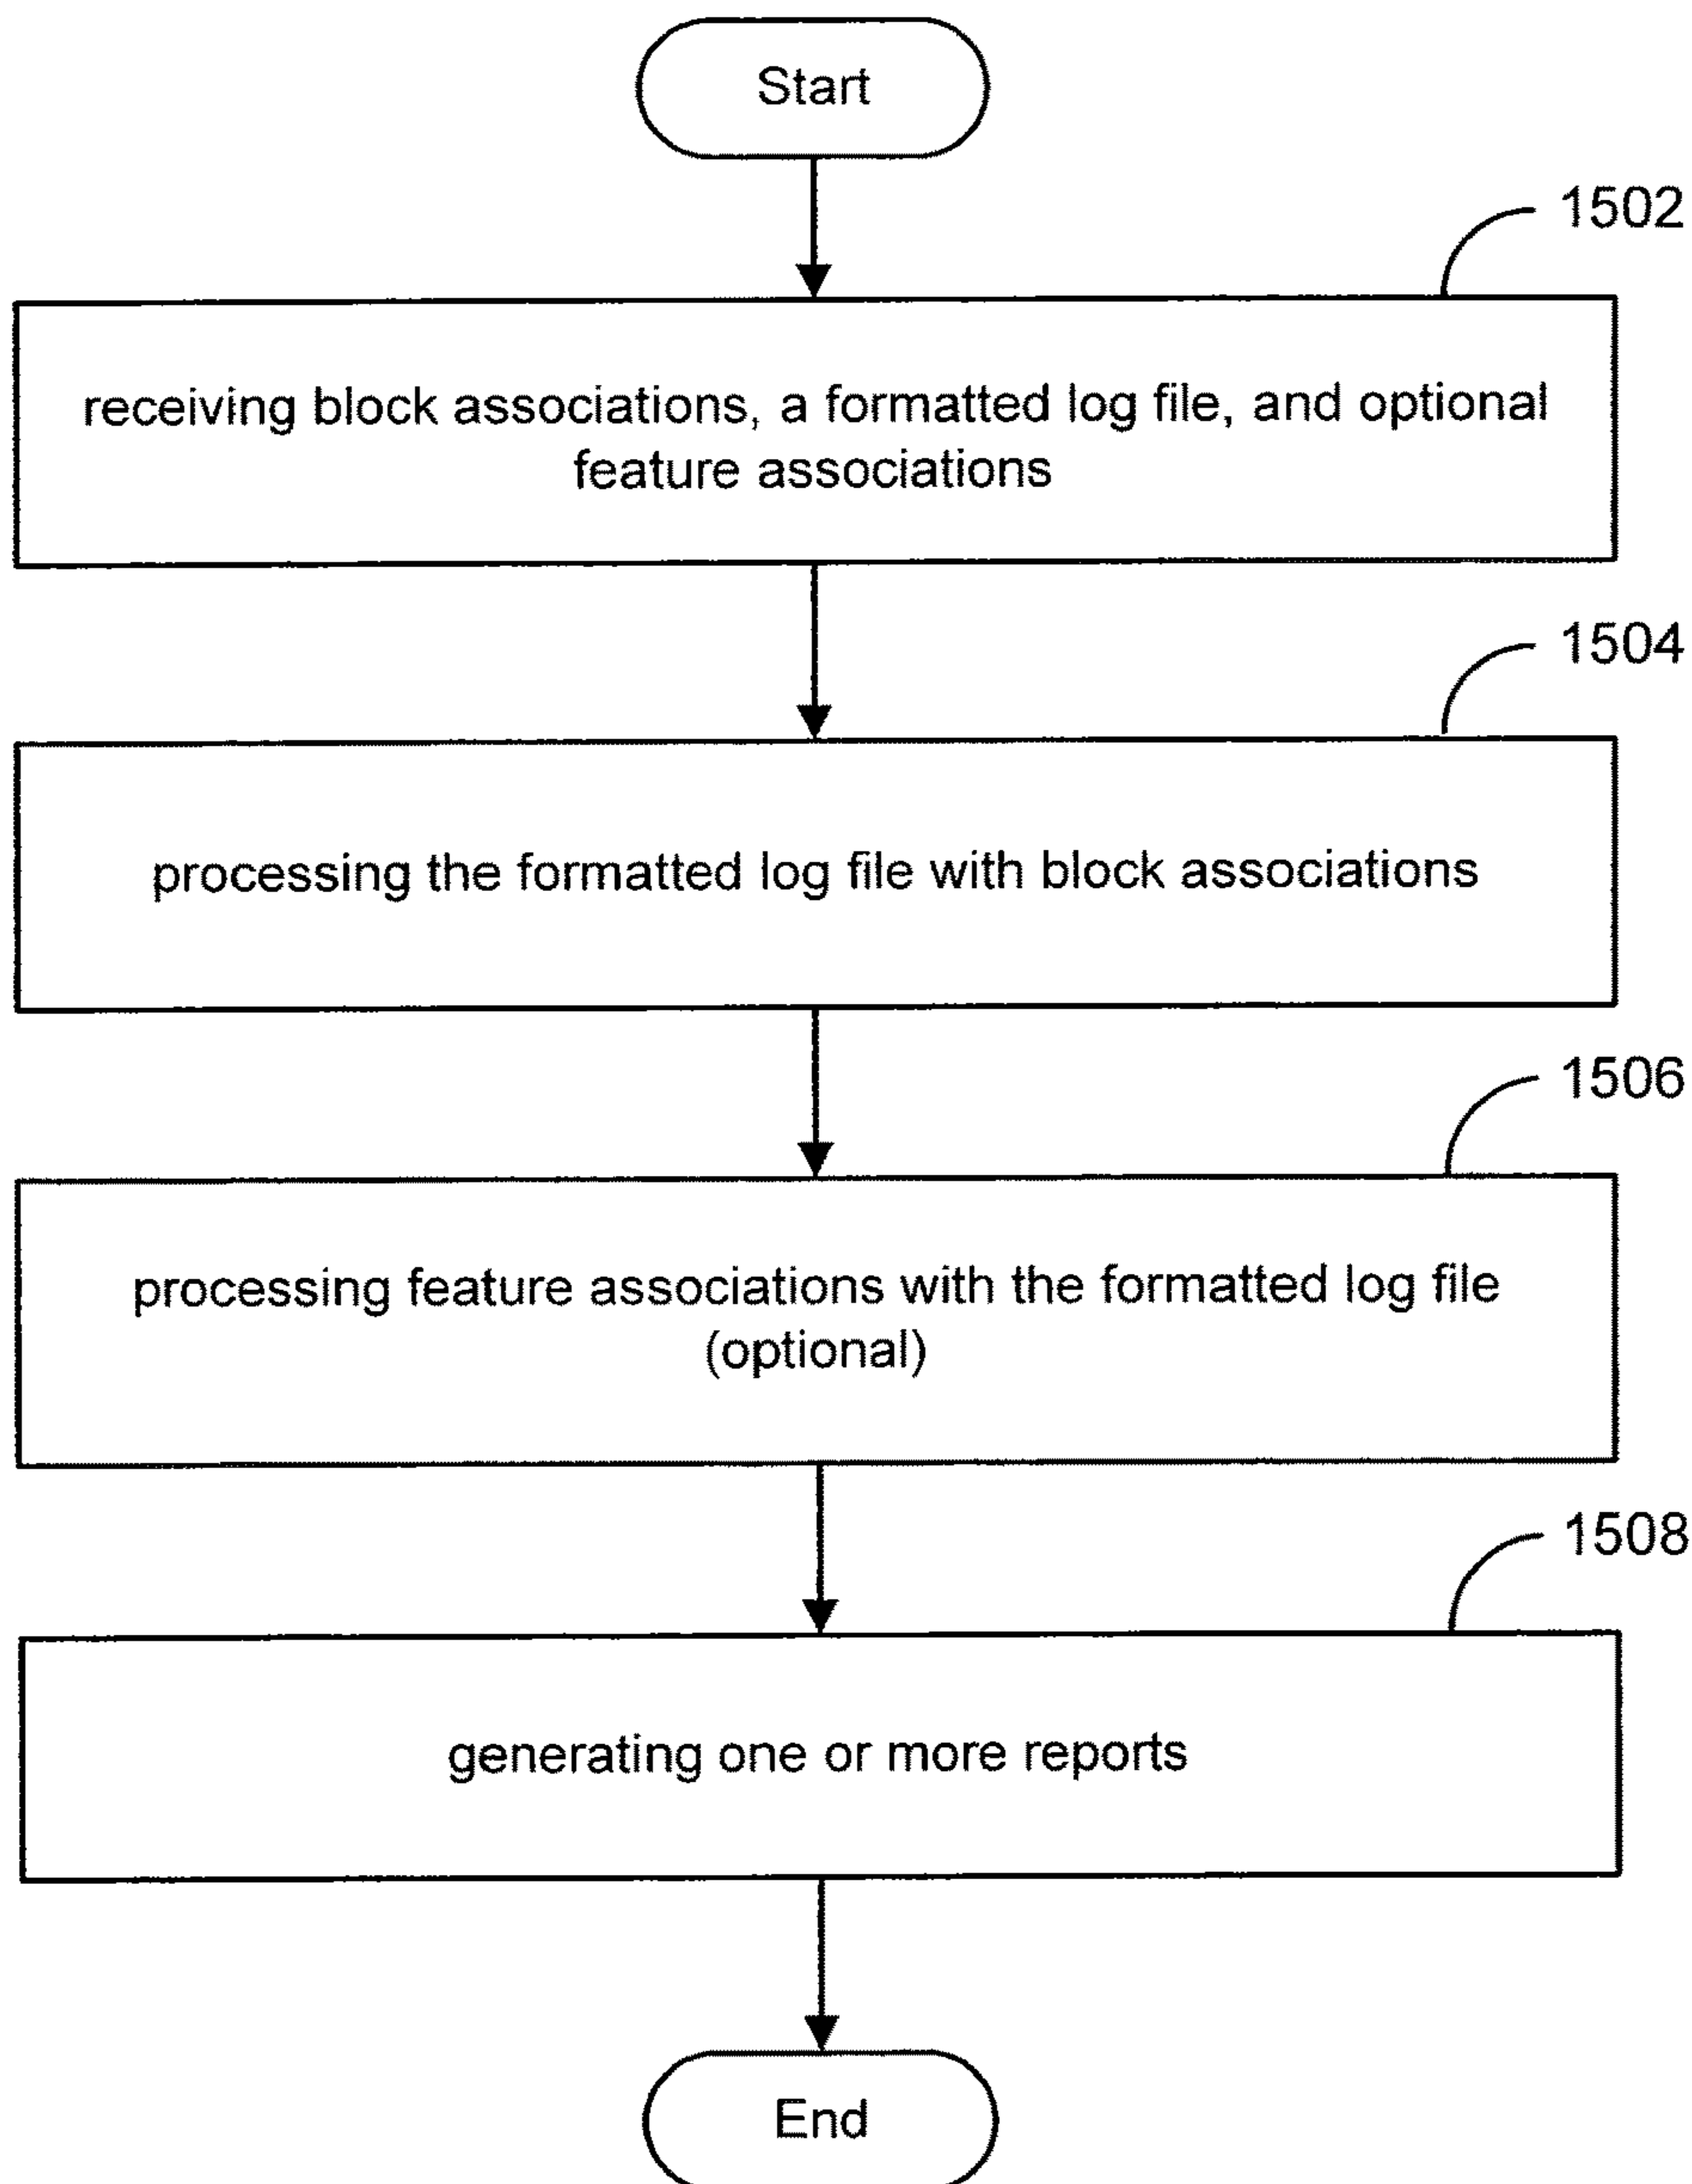 Start
1502
receiving block associations, a formatted log file, and optional
feature associations
1504
processing the formatted log file with block associations
1506
processing feature associations with the formatted log file
(optional)
1508
generating one or more reports
End